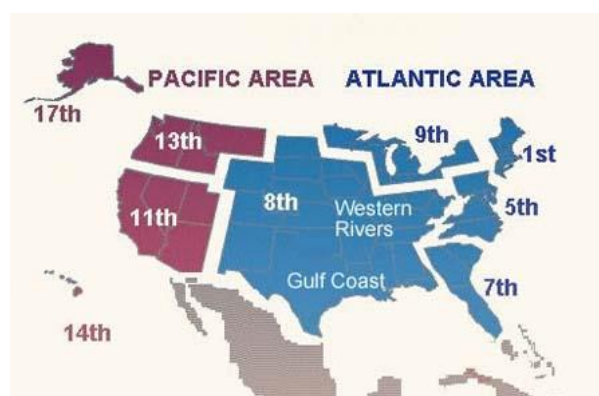 PACIFIC AREA
ATLANTIC AREA
17th
13th
9th
1st
11th
8th
Western
Rivers
5th
Gulf Coast
7th
14th